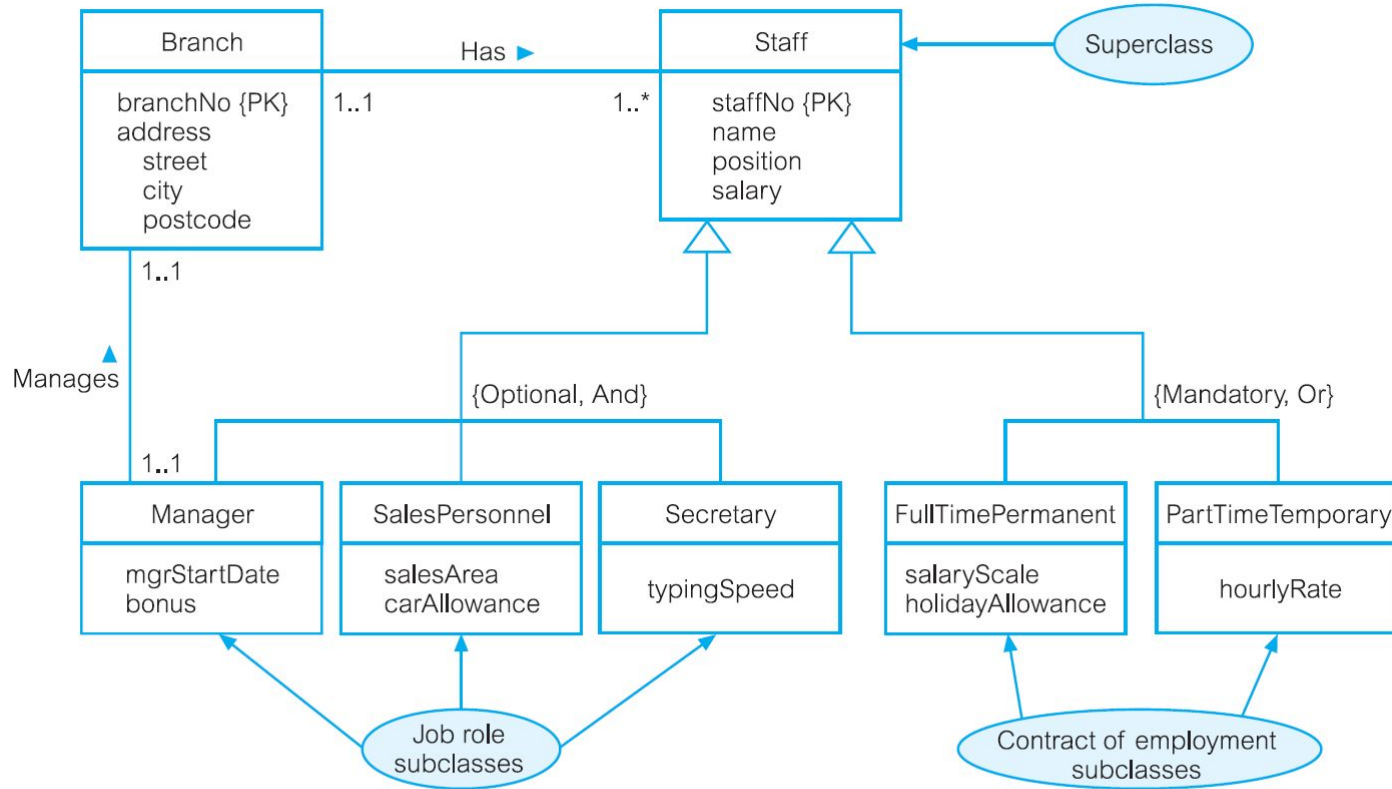 Branch
Has ►
Staff
Superclass
branchNo {PK}
address
street
city
postcode
1..1
1..*
staffNo {PK}
name
position
salary
1..1
Manages ▲
{Optional, And}
{Mandatory, Or}
1..1
Manager
mgrStartDate
bonus
SalesPersonnel
salesArea
carAllowance
Secretary
typingSpeed
FullTimePermanent
salaryScale
holidayAllowance
PartTimeTemporary
hourlyRate
Job role
subclasses
Contract of employment
subclasses